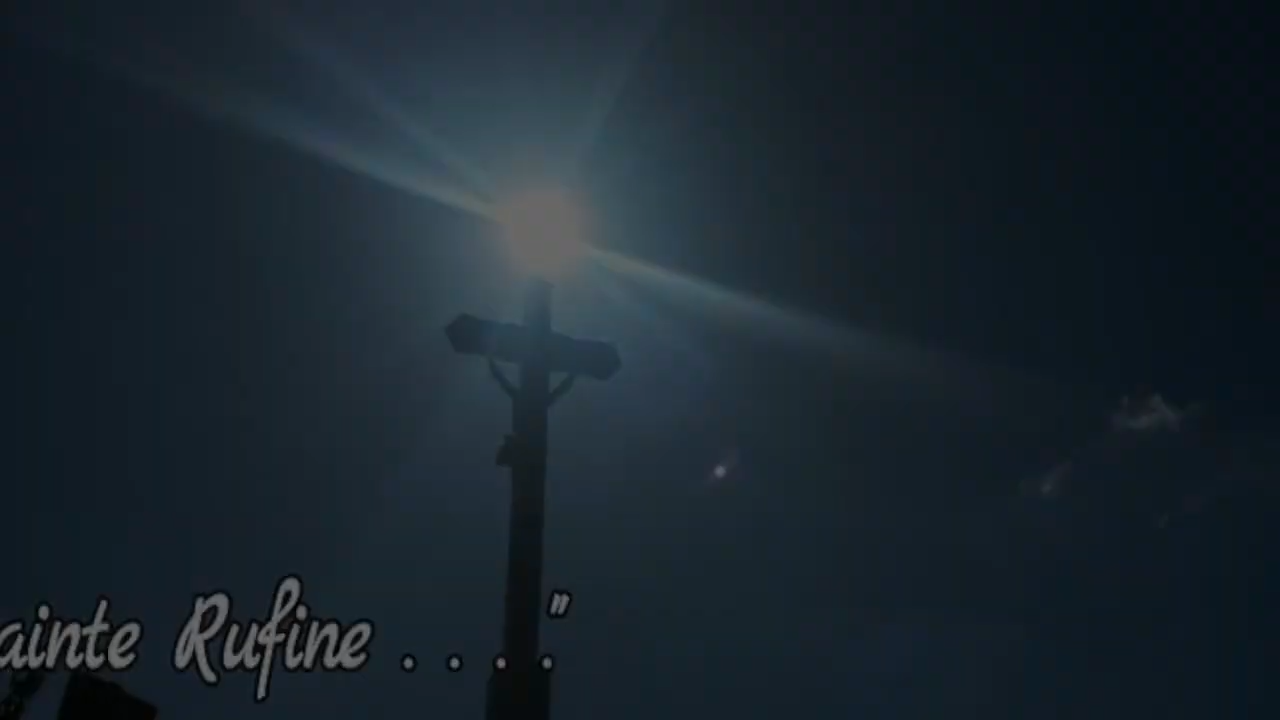 ainte Rufine . . . . "